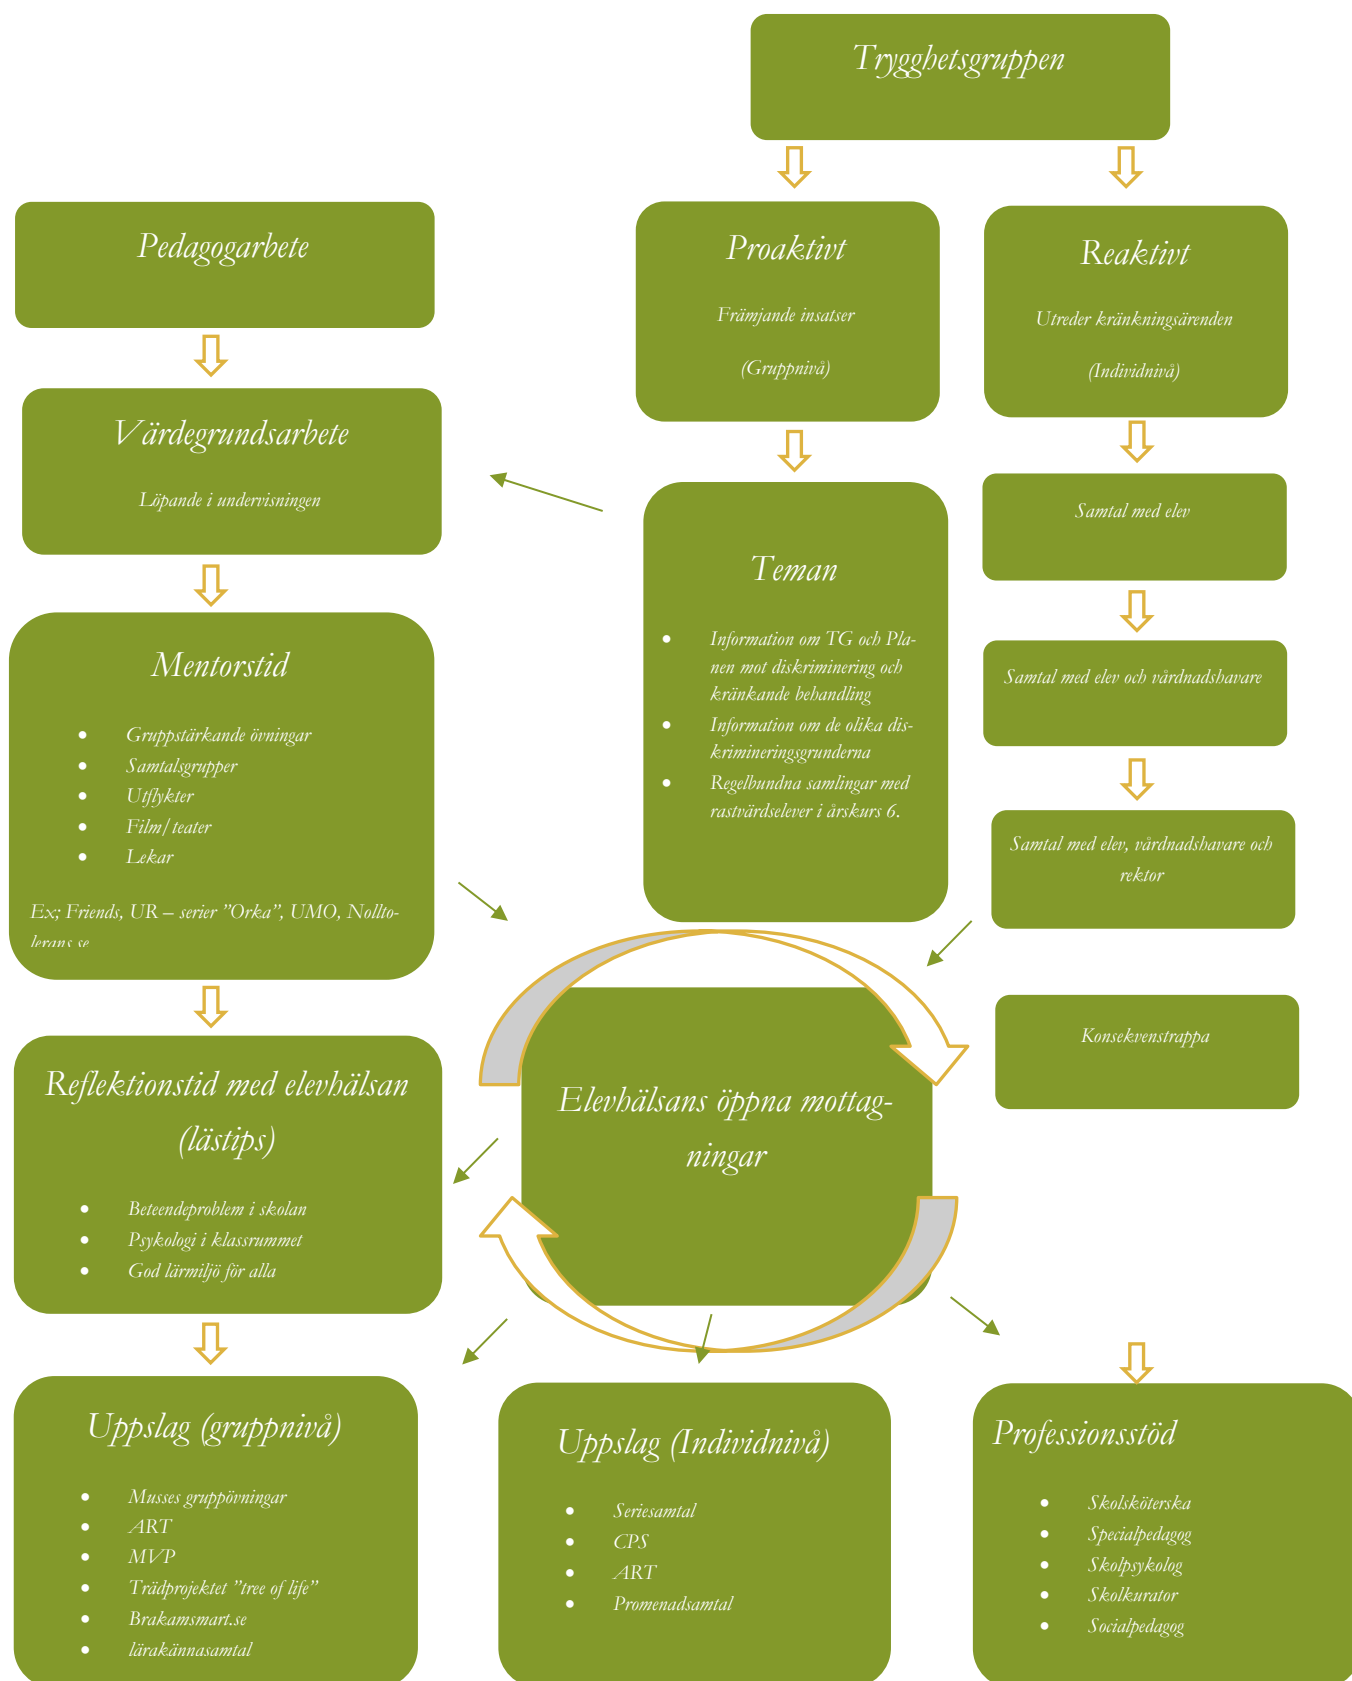 Trygghetsgruppen
Pedagogarbete
Proaktivt
Främjande insatser
(Gruppnivå)
Reaktivt
Utreder kränkningsärenden
(Individnivå)
Värdegrundsarbete
Löpande i undervisningen
Samtal med elev
Teman
• Information om TG och Pla-
nen mot diskriminering och
kränkande behandling
• Information om de olika dis-
krimineringsgrunderna
• Regelbundna samlingar med
rastvärdselever i årskurs 6.
Mentorstid
• Gruppstärkande övningar
• Samtalsgrupper
• Utflykter
• Film/teater
• Lekar
Ex; Friends, UR – serier ”Orka”, UMO, Nollto-
lerans.se
Samtal med elev och vårdnadshavare
Samtal med elev, vårdnadshavare och
rektor
Konsekvenstrappa
Reflektionstid med elevhälsan
(lästips)
• Beteendeproblem i skolan
• Psykologi i klassrummet
• God lärmiljö för alla
Elevhälsans öppna mottag-
ningar
Uppslag (gruppnivå)
• Musses gruppövningar
• ART
• MVP
• Trädprojektet ”tree of life”
• Brakamsmart.se
• lärakännasamtal
Uppslag (Individnivå)
• Seriesamtal
• CPS
• ART
• Promenadsamtal
Professionsstöd
• Skolsköterska
• Specialpedagog
• Skolpsykolog
• Skolkurator
• Socialpedagog